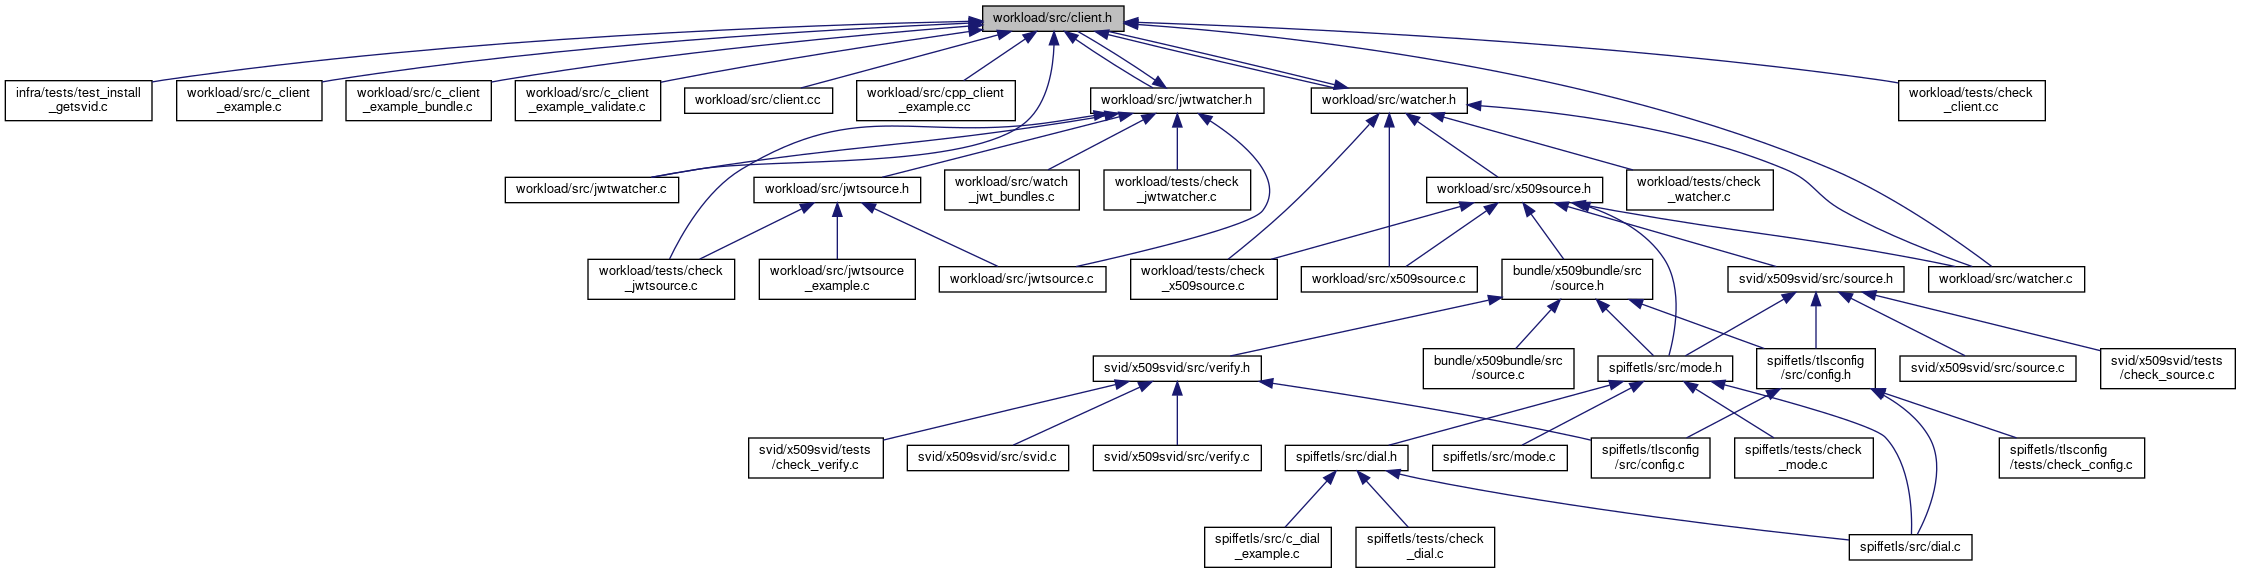 workload/src/client.h
infra/tests/test_install
_getsvid.c
workload/src/c_client
_example.c
workload/src/c_client
_example_bundle.c
workload/src/c_client
_example_validate.c
workload/src/client.cc
workload/src/cpp_client
_example.cc
workload/src/jwtwatcher.h
workload/src/watcher.h
workload/tests/check
_client.cc
workload/src/jwtwatcher.c
workload/src/jwtsource.h
workload/src/watch
_jwt_bundles.c
workload/tests/check
_jwtwatcher.c
workload/src/x509source.h
workload/tests/check
_watcher.c
workload/tests/check
_jwtsource.c
workload/src/jwtsource
_example.c
workload/src/jwtsource.c
workload/tests/check
_x509source.c
workload/src/x509source.c
bundle/x509bundle/src
/source.h
svid/x509svid/src/source.h
workload/src/watcher.c
svid/x509svid/src/verify.h
bundle/x509bundle/src
/source.c
spiffetls/src/mode.h
spiffetls/tlsconfig
/src/config.h
svid/x509svid/src/source.c
svid/x509svid/tests
/check_source.c
svid/x509svid/tests
/check_verify.c
svid/x509svid/src/svid.c
svid/x509svid/src/verify.c
spiffetls/src/dial.h
spiffetls/src/mode.c
spiffetls/tlsconfig
/src/config.c
spiffetls/tests/check
_mode.c
spiffetls/tlsconfig
/tests/check_config.c
spiffetls/src/c_dial
_example.c
spiffetls/tests/check
_dial.c
spiffetls/src/dial.c